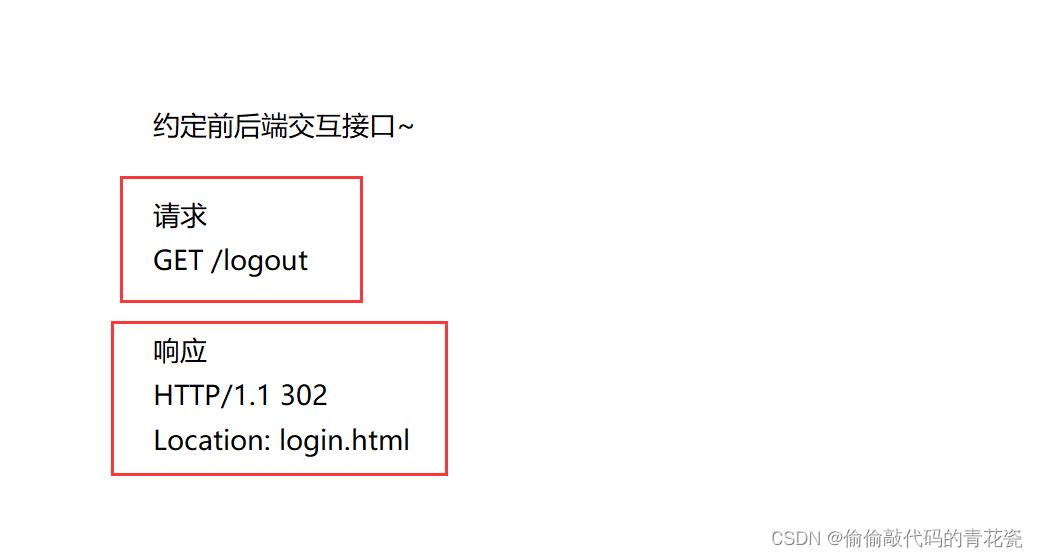 约定前后端交互接口~
请求
GET /logout
响应
HTTP/1.1 302
Location: login.html
CSDN @偷偷敲代码的青花瓷